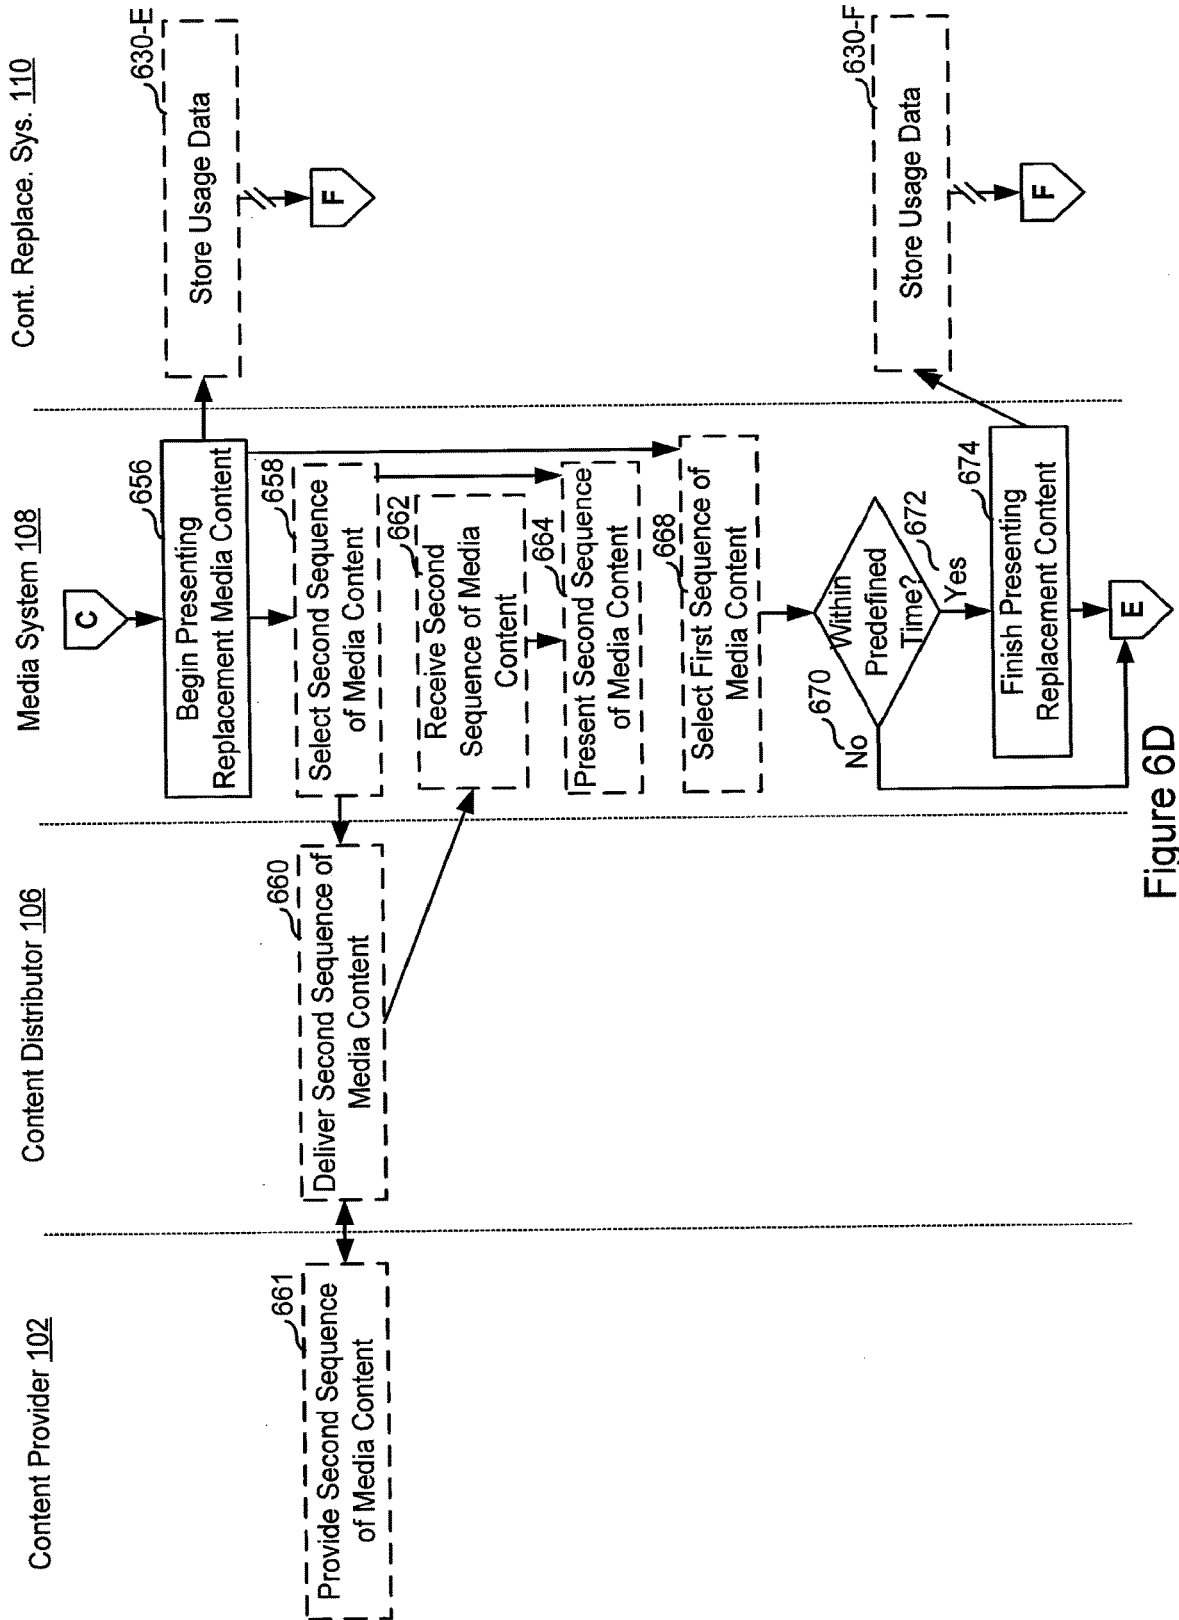 Content Provider 102
Content Distributor 106
Media System 108
Cont. Replace. Sys. 110
C
656
Begin Presenting
Replacement Media Content
630-E
Store Usage Data
F
661
Provide Second Sequence
of Media Content
660
Deliver Second Sequence of
Media Content
658
Select Second Sequence
of Media Content
662
Receive Second
Sequence of Media
Content
664
Present Second Sequence
of Media Content
668
Select First Sequence of
Media Content
Within
Predefined
Time?
670
No
672
Yes
674
Finish Presenting
Replacement Content
630-F
Store Usage Data
F
E
Figure 6D